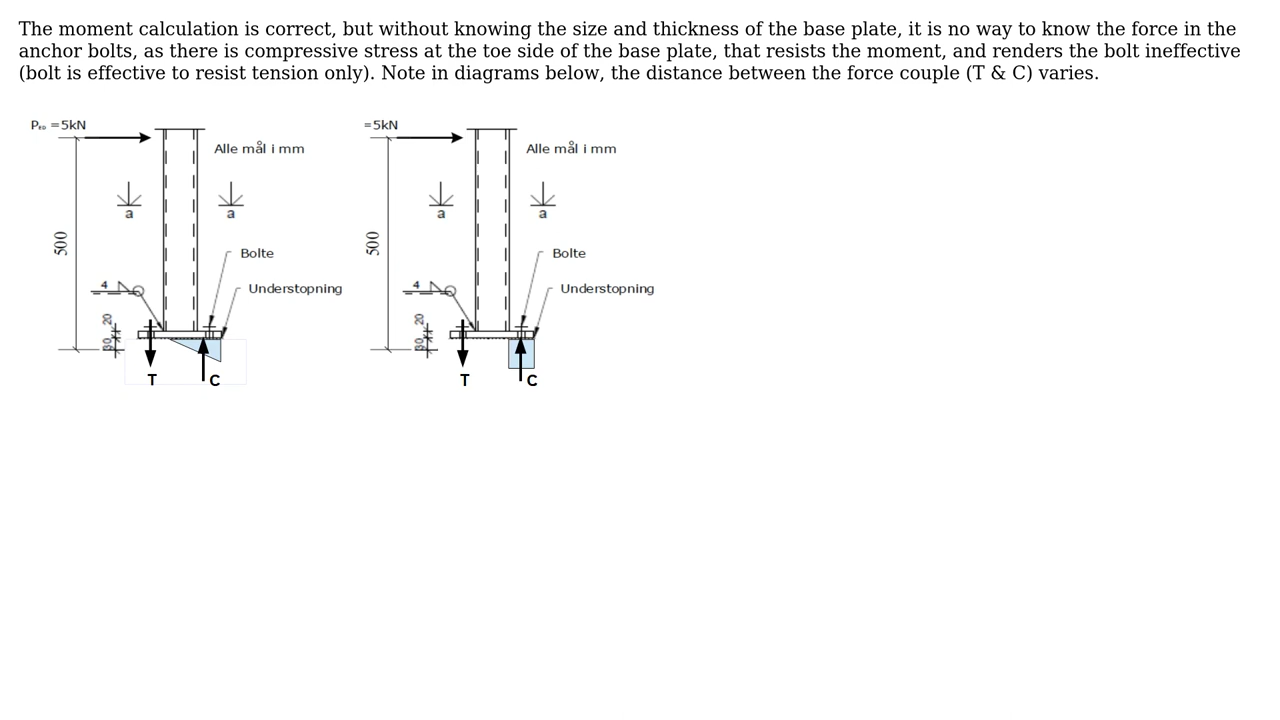 The moment calculation is correct, but without knowing the size and thickness of the base plate, it is no way to know the force in the
anchor bolts, as there is compressive stress at the toe side of the base plate, that resists the moment, and renders the bolt ineffective
(bolt is effective to resist tension only). Note in diagrams below, the distance between the force couple (T & C) varies.
=5kN
Alle mål i mm
a
a
500
Bolte
4
Understopning
20
30
T
C
=5kN
Alle mål i mm
a
a
500
Bolte
4
Understopning
20
30
T
C